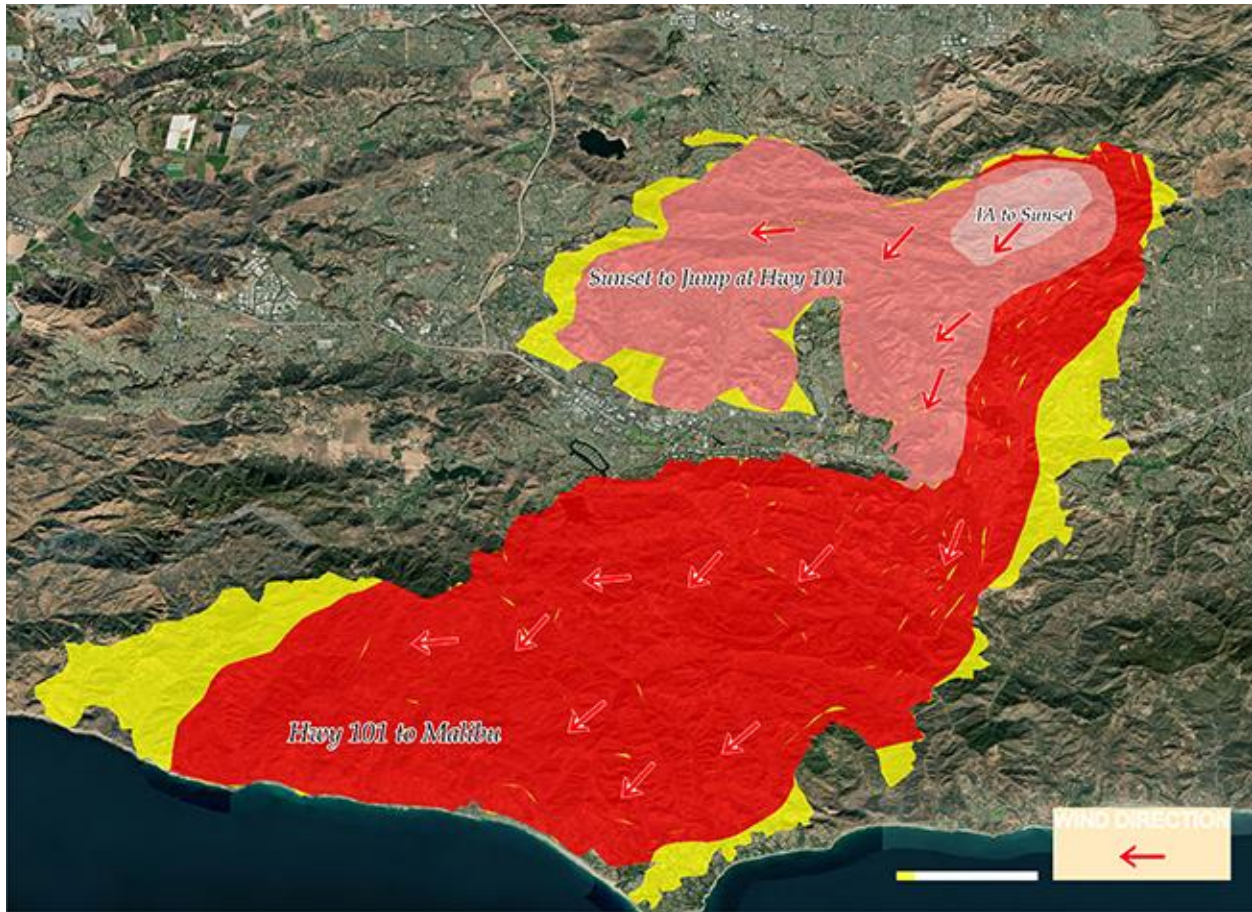 IA to Sunset
Sunset to Jump at Hwy 101
Hwy 101 to Malibu
WIND DIRECTION